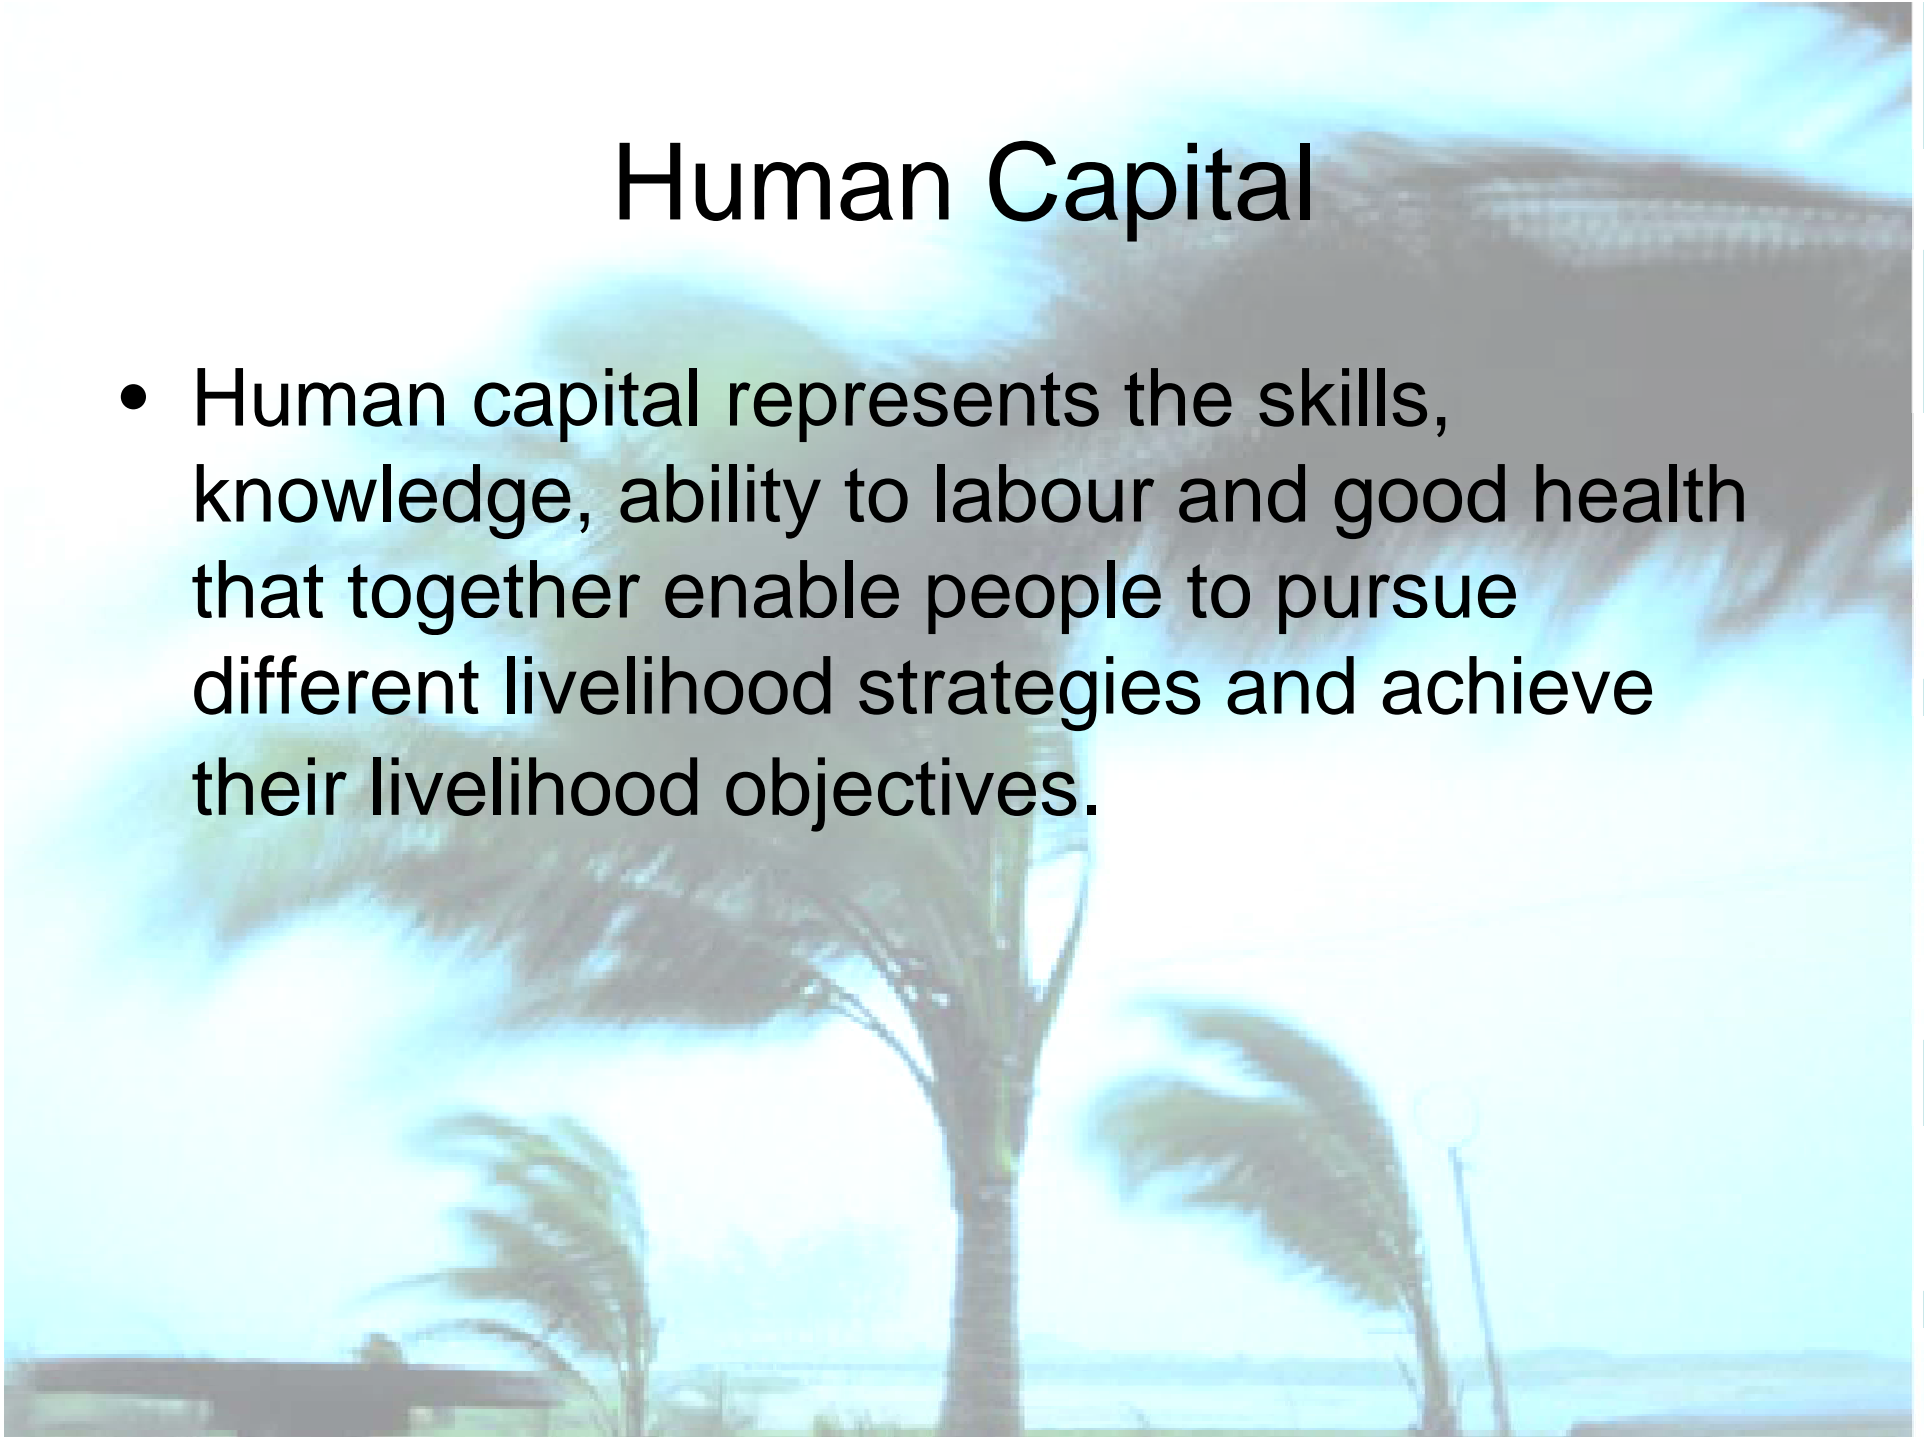 Human Capital
• Human capital represents the skills,
knowledge, ability to labour and good health
that together enable people to pursue
different livelihood strategies and achieve
their livelihood objectives.